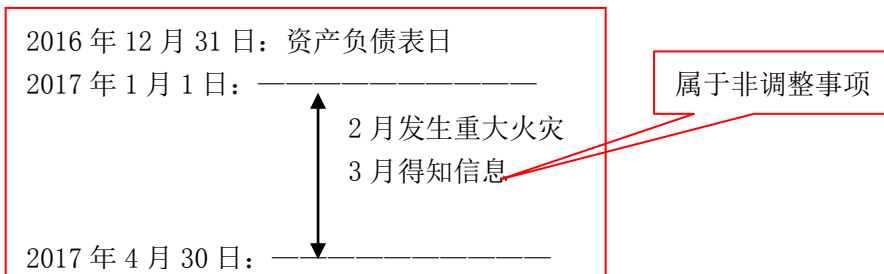 2016 年 12 月 31 日：资产负债表日
2017 年 1 月 1 日：——————————
属于非调整事项
2 月发生重大火灾
3 月得知信息
2017 年 4 月 30 日：——————————